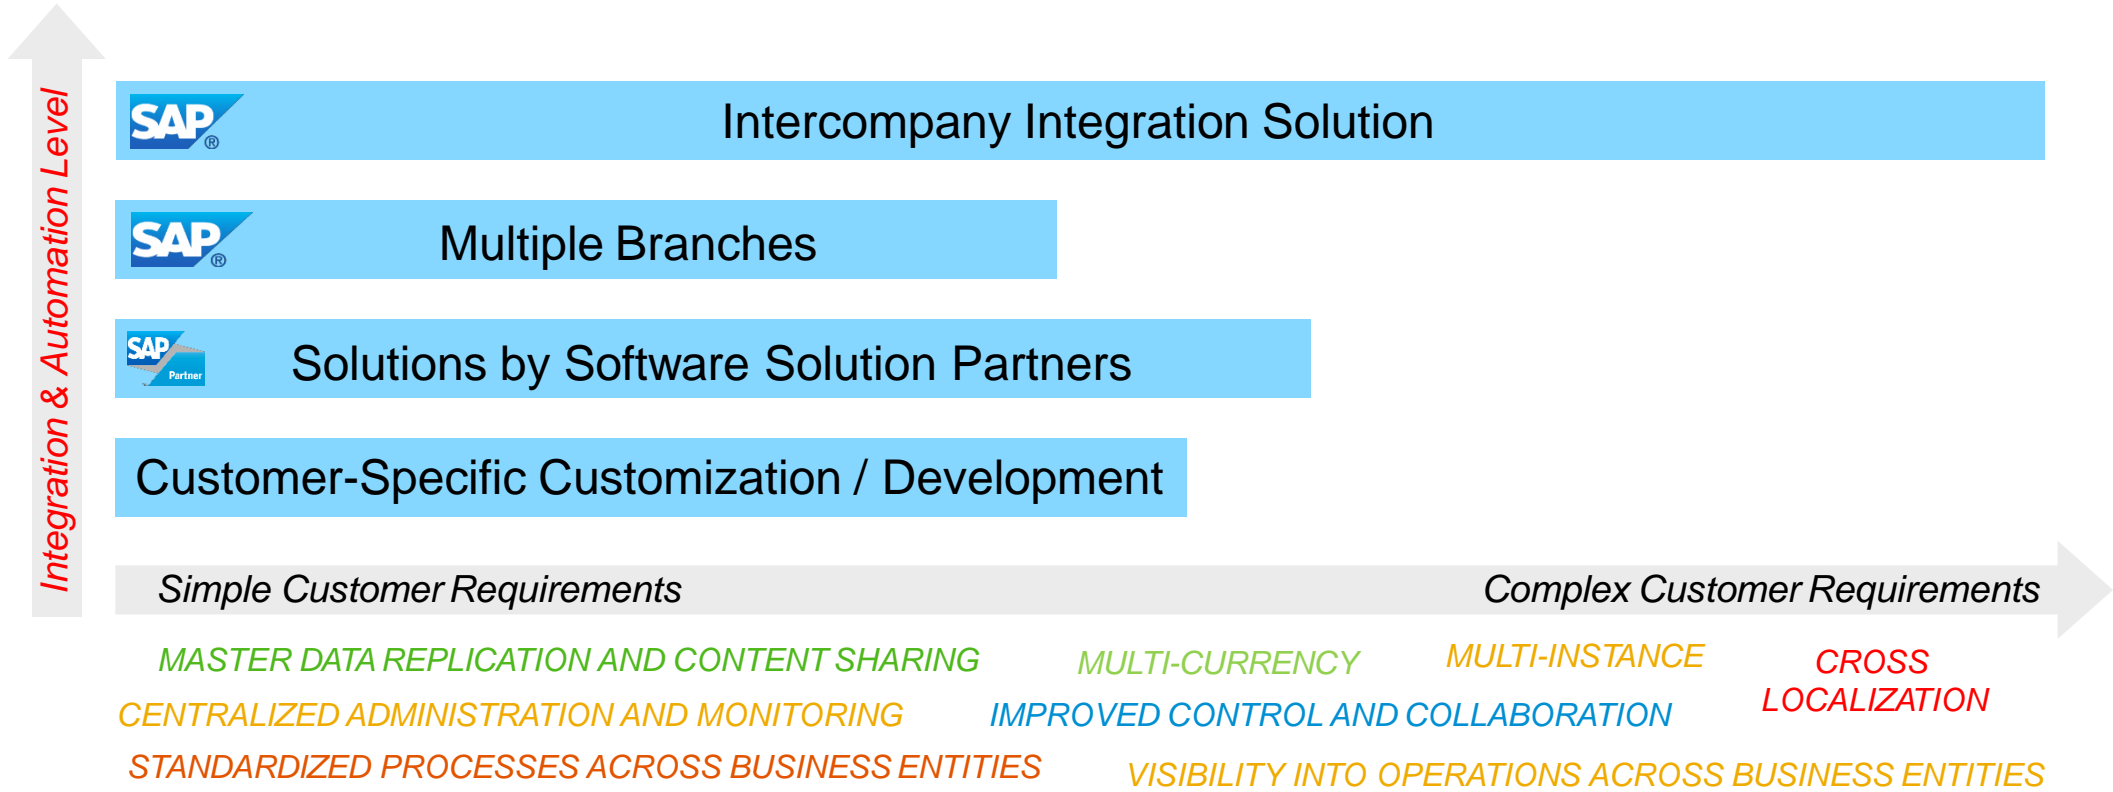 Integration & Automation Level
SAP®
Intercompany Integration Solution
SAP®
Multiple Branches
SAP
Partner
Solutions by Software Solution Partners
Customer-Specific Customization / Development
Simple Customer Requirements
Complex Customer Requirements
MASTER DATA REPLICATION AND CONTENT SHARING
MULTI-CURRENCY
MULTI-INSTANCE
CROSS
LOCALIZATION
CENTRALIZED ADMINISTRATION AND MONITORING
IMPROVED CONTROL AND COLLABORATION
STANDARDIZED PROCESSES ACROSS BUSINESS ENTITIES
VISIBILITY INTO OPERATIONS ACROSS BUSINESS ENTITIES